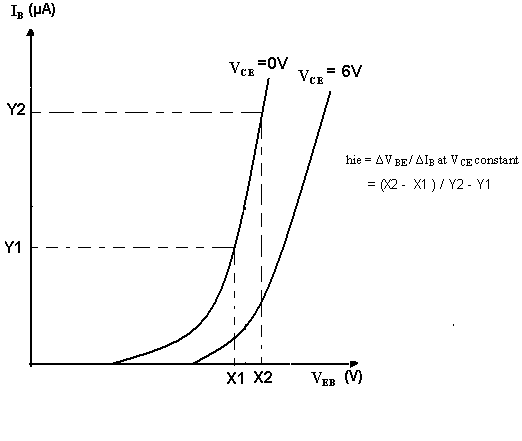 I_B (μA)
V_CE =0V
V_CE = 6V
Y2
hie = ΔV_BE / ΔI_B at V_CE constant
= (X2 - X1 ) / Y2 - Y1
Y1
X1 X2
V_EB (V)